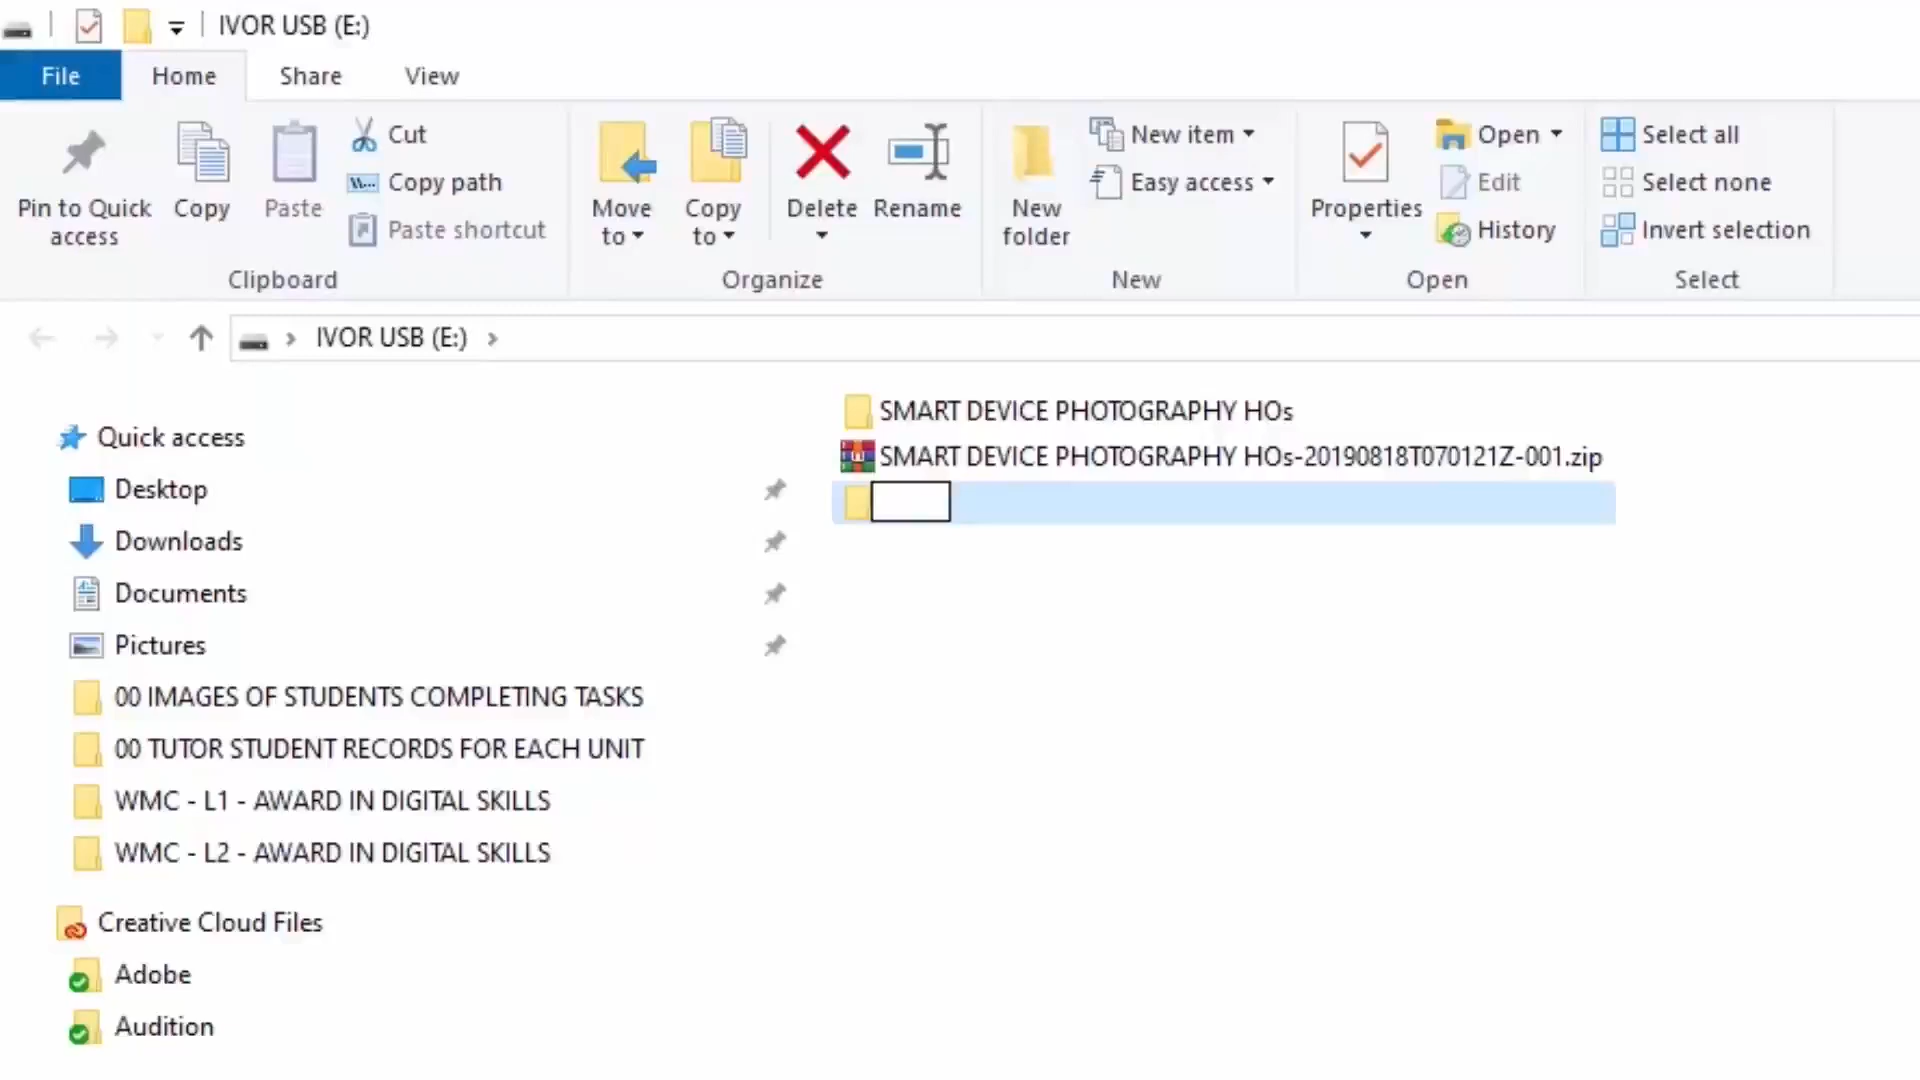 IVOR USB (E:)
File Home Share View
Pin to Quick access
Copy
Paste
Cut
Copy path
Paste shortcut
Clipboard
Move to
Copy to
Delete
Rename
Organize
New folder
New item
Easy access
New
Properties
Open
Edit
History
Open
Select all
Select none
Invert selection
Select
IVOR USB (E:)
Quick access
Desktop
Downloads
Documents
Pictures
00 IMAGES OF STUDENTS COMPLETING TASKS
00 TUTOR STUDENT RECORDS FOR EACH UNIT
WMC - L1 - AWARD IN DIGITAL SKILLS
WMC - L2 - AWARD IN DIGITAL SKILLS
Creative Cloud Files
Adobe
Audition
SMART DEVICE PHOTOGRAPHY HOs
SMART DEVICE PHOTOGRAPHY HOs-20190818T070121Z-001.zip